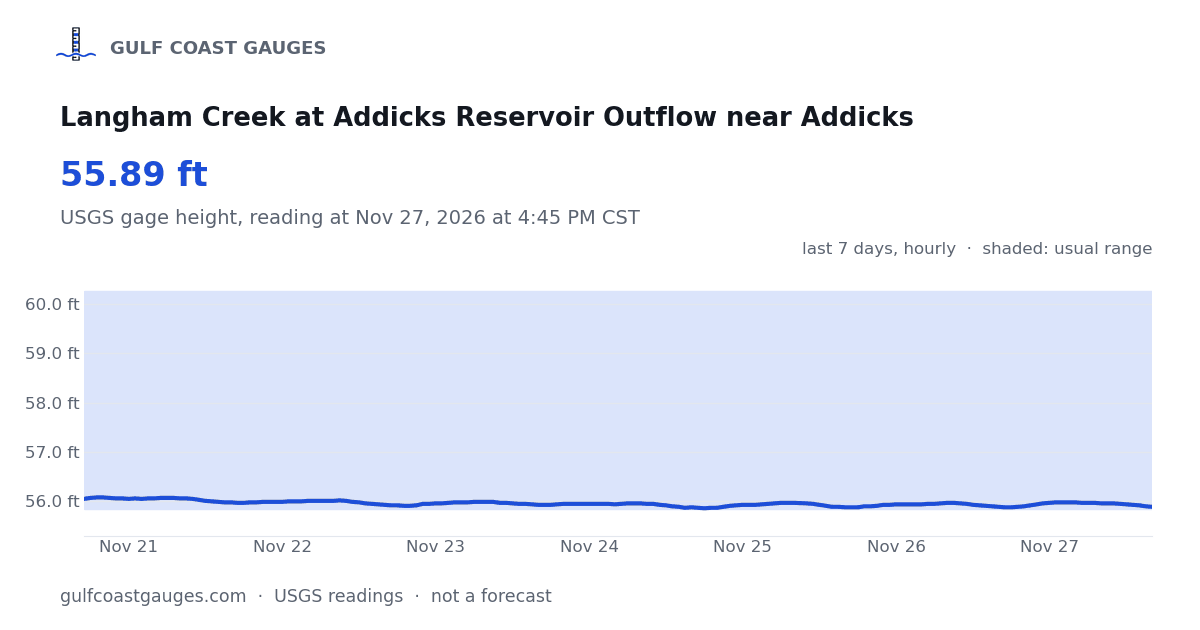 GULF COAST GAUGES
Langham Creek at Addicks Reservoir Outflow near Addicks
55.89 ft
USGS gage height, reading at Nov 27, 2026 at 4:45 PM CST
last 7 days, hourly · shaded: usual range
60.0 ft
59.0 ft
58.0 ft
57.0 ft
56.0 ft
Nov 21 Nov 22 Nov 23 Nov 24 Nov 25 Nov 26 Nov 27
gulfcoastgauges.com · USGS readings · not a forecast